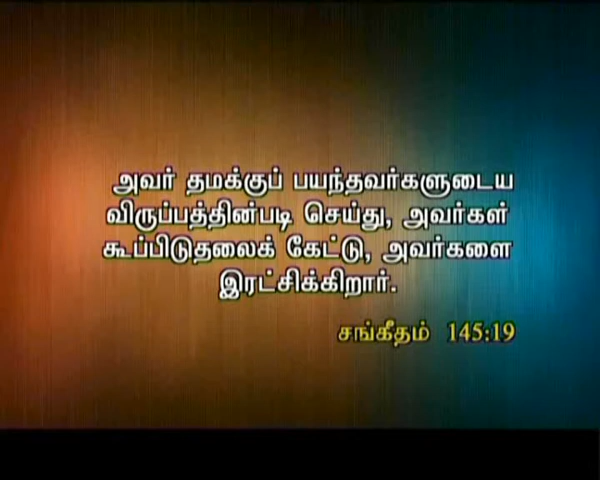 அவர் தமக்குப் பயந்தவர்களுடைய
விருப்பத்தின்படி செய்து, அவர்கள்
கூப்பிடுதலைக் கேட்டு, அவர்களை
இரட்சிக்கிறார்.
சங்கீதம் 145:19